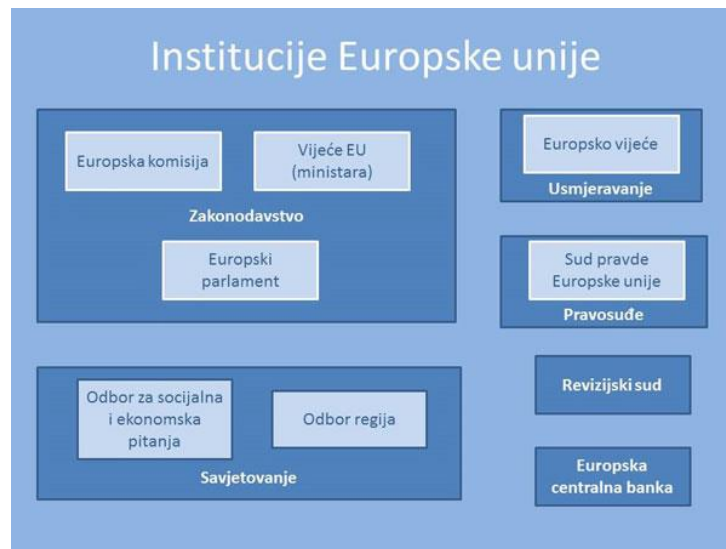 Institucije Europske unije
Europska komisija
Vijeće EU
(ministara)
Zakonodavstvo
Europski
parlament
Europsko vijeće
Usmjeravanje
Sud pravde
Europske unije
Pravosuđe
Odbor za socijalna
i ekonomska
pitanja
Odbor regija
Savjetovanje
Revizijski sud
Europska
centralna banka